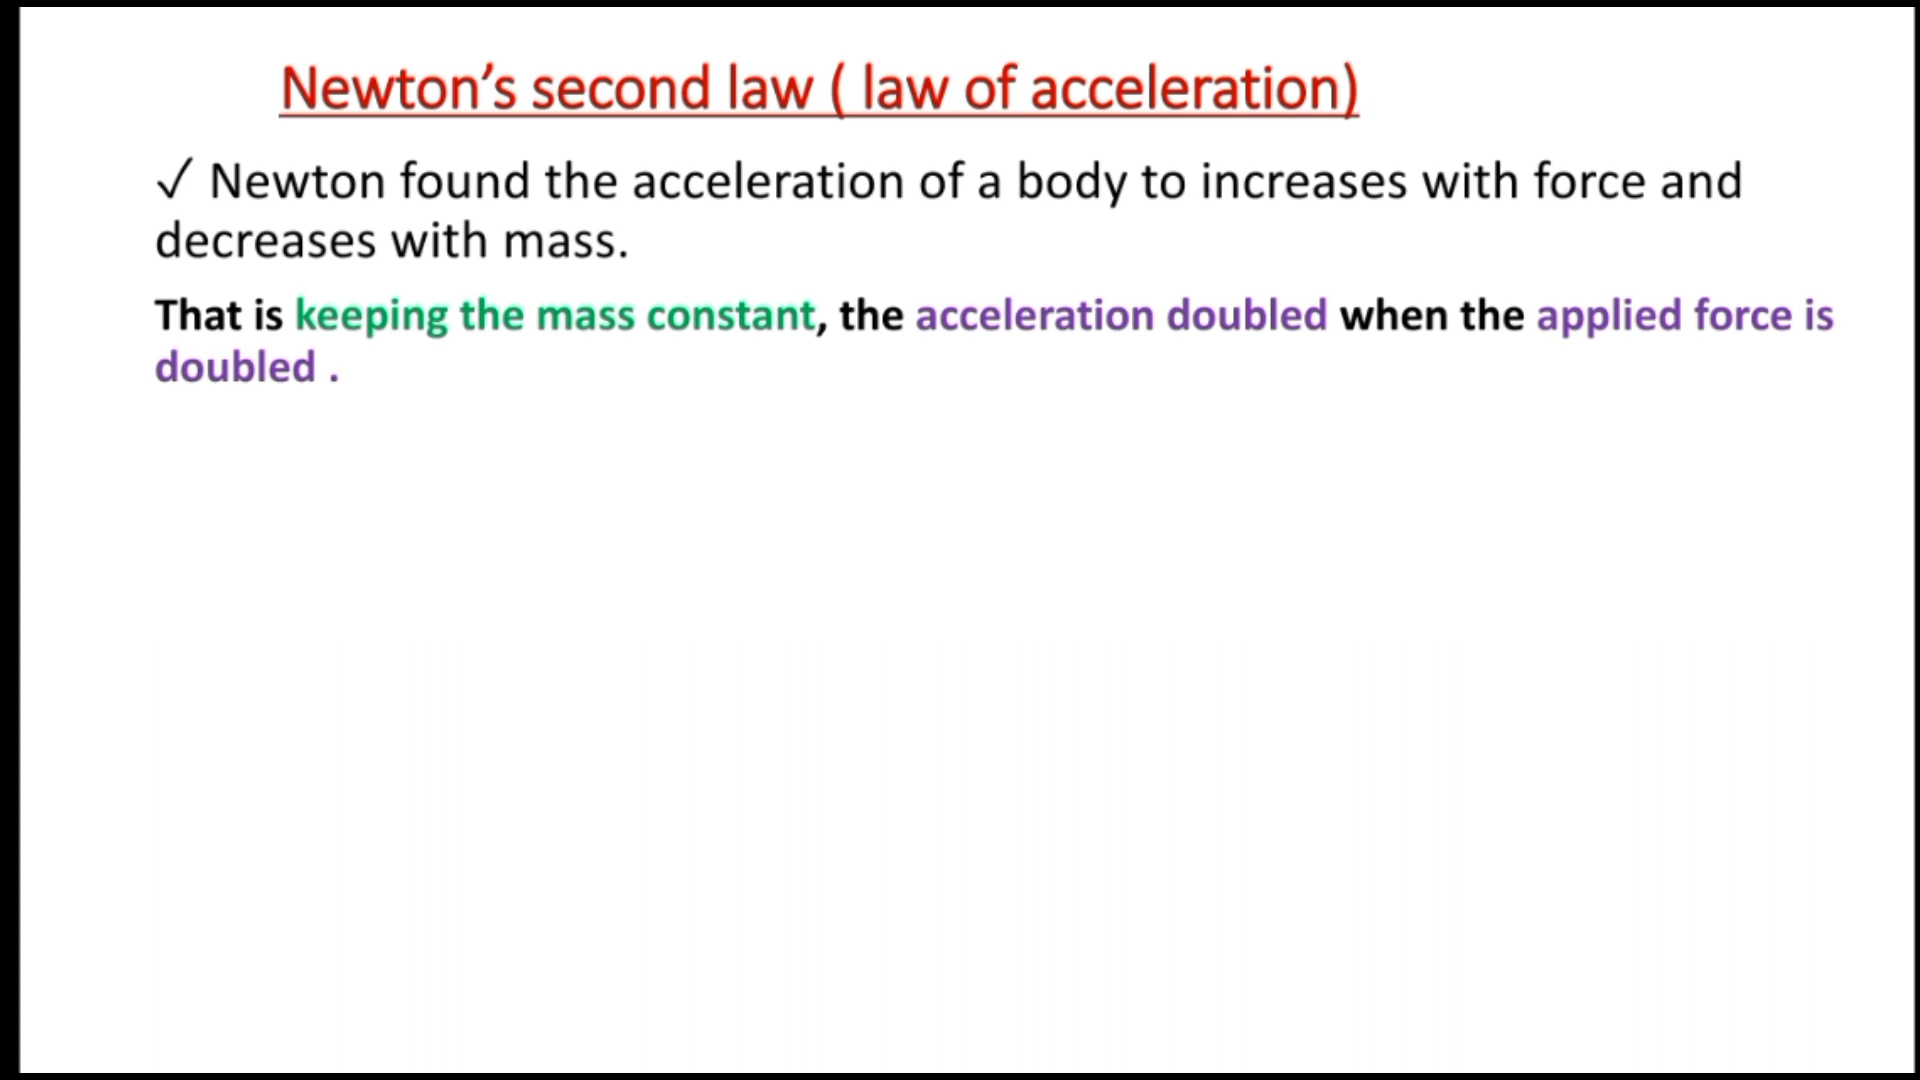 Newton’s second law ( law of acceleration)
✓ Newton found the acceleration of a body to increases with force and
decreases with mass.
That is keeping the mass constant, the acceleration doubled when the applied force is
doubled .